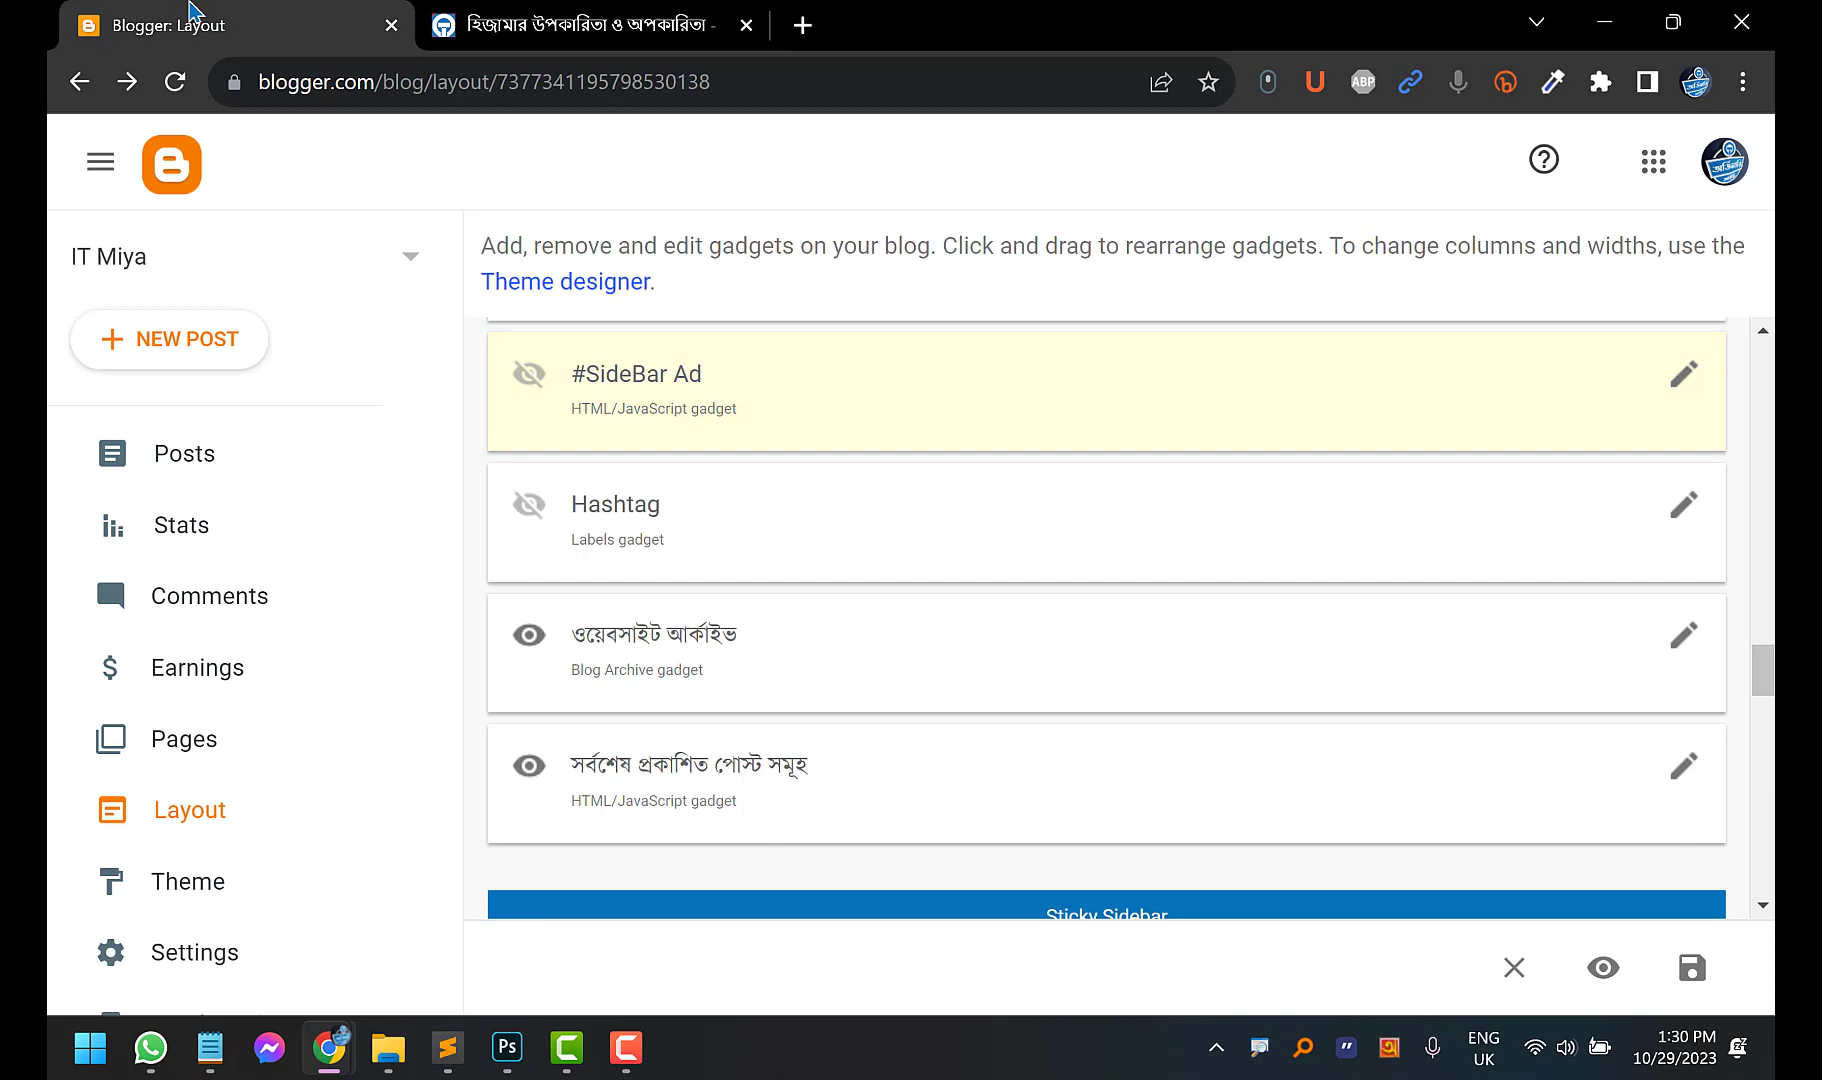 Blogger: Layout
হিজামার উপকারিতা ও অপকারিতা -
blogger.com/blog/layout/7377341195798530138
ABP
IT Miya
NEW POST
Posts
Stats
Comments
Earnings
Pages
Layout
Theme
Settings
Add, remove and edit gadgets on your blog. Click and drag to rearrange gadgets. To change columns and widths, use the
Theme designer.
#SideBar Ad
HTML/JavaScript gadget
Hashtag
Labels gadget
ওয়েবসাইট আর্কাইভ
Blog Archive gadget
সর্বশেষ প্রকাশিত পোস্ট সমূহ
HTML/JavaScript gadget
Sticky Sidebar
Ps
ENG
UK
1:30 PM
10/29/2023